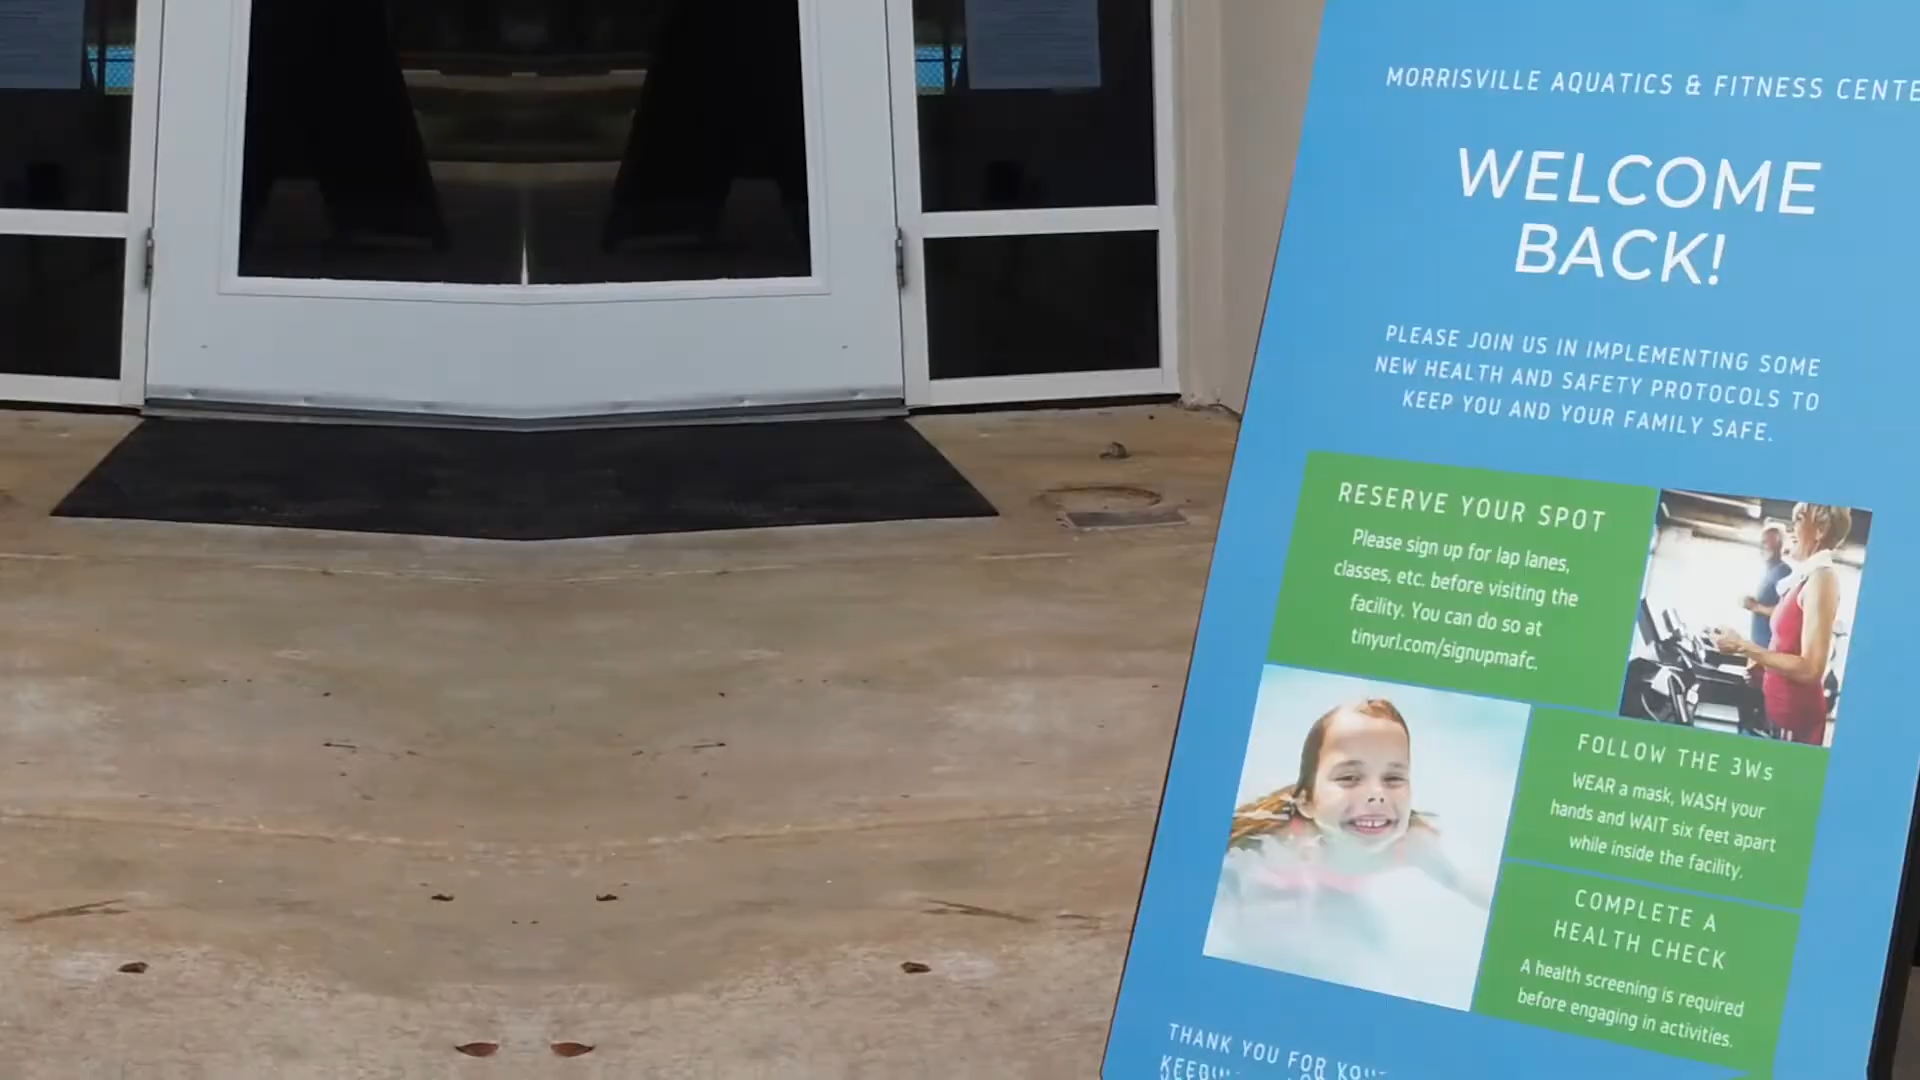 MORRISVILLE AQUATICS & FITNESS CENTE
WELCOME
BACK!
PLEASE JOIN US IN IMPLEMENTING SOME
NEW HEALTH AND SAFETY PROTOCOLS TO
KEEP YOU AND YOUR FAMILY SAFE.
RESERVE YOUR SPOT
Please sign up for lap lanes,
classes, etc. before visiting the
facility. You can do so at
tinyurl.com/signupmafc.
FOLLOW THE 3Ws
WEAR a mask, WASH your
hands and WAIT six feet apart
while inside the facility.
COMPLETE A
HEALTH CHECK
A health screening is required
before engaging in activities.
THANK YOU FOR